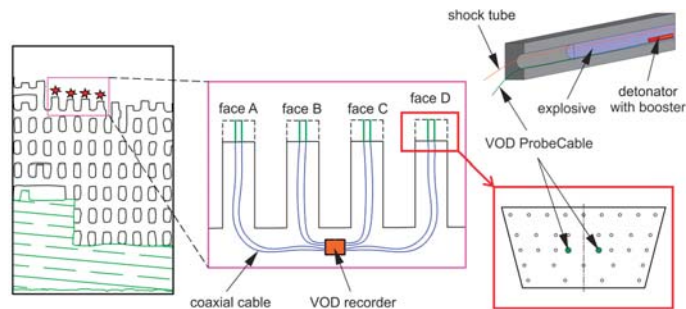 shock tube
explosive
detonator
with booster
VOD ProbeCable
face A
face B
face C
face D
coaxial cable
VOD recorder